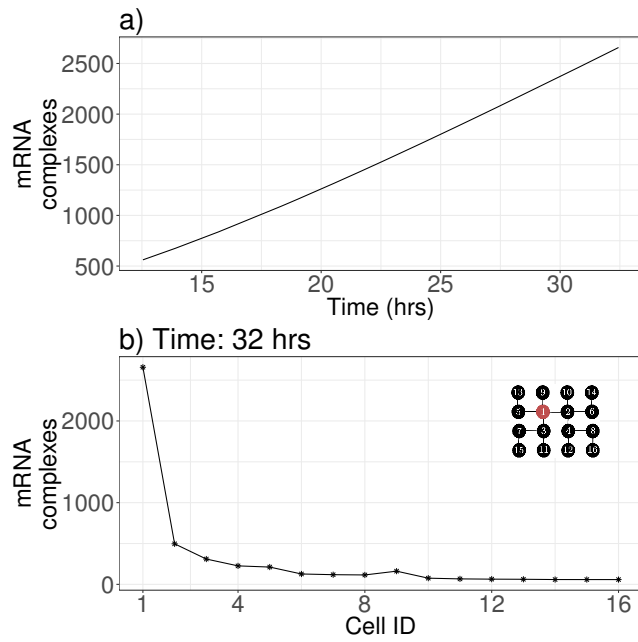 a)
2500
2000
1500
1000
500
mRNA
complexes
15
20
25
30
Time (hrs)
b) Time: 32 hrs
2000
1000
0
mRNA
complexes
13 9 10 14
5 1 2 6
7 3 4 8
15 11 12 16
1 4 8 12 16
Cell ID